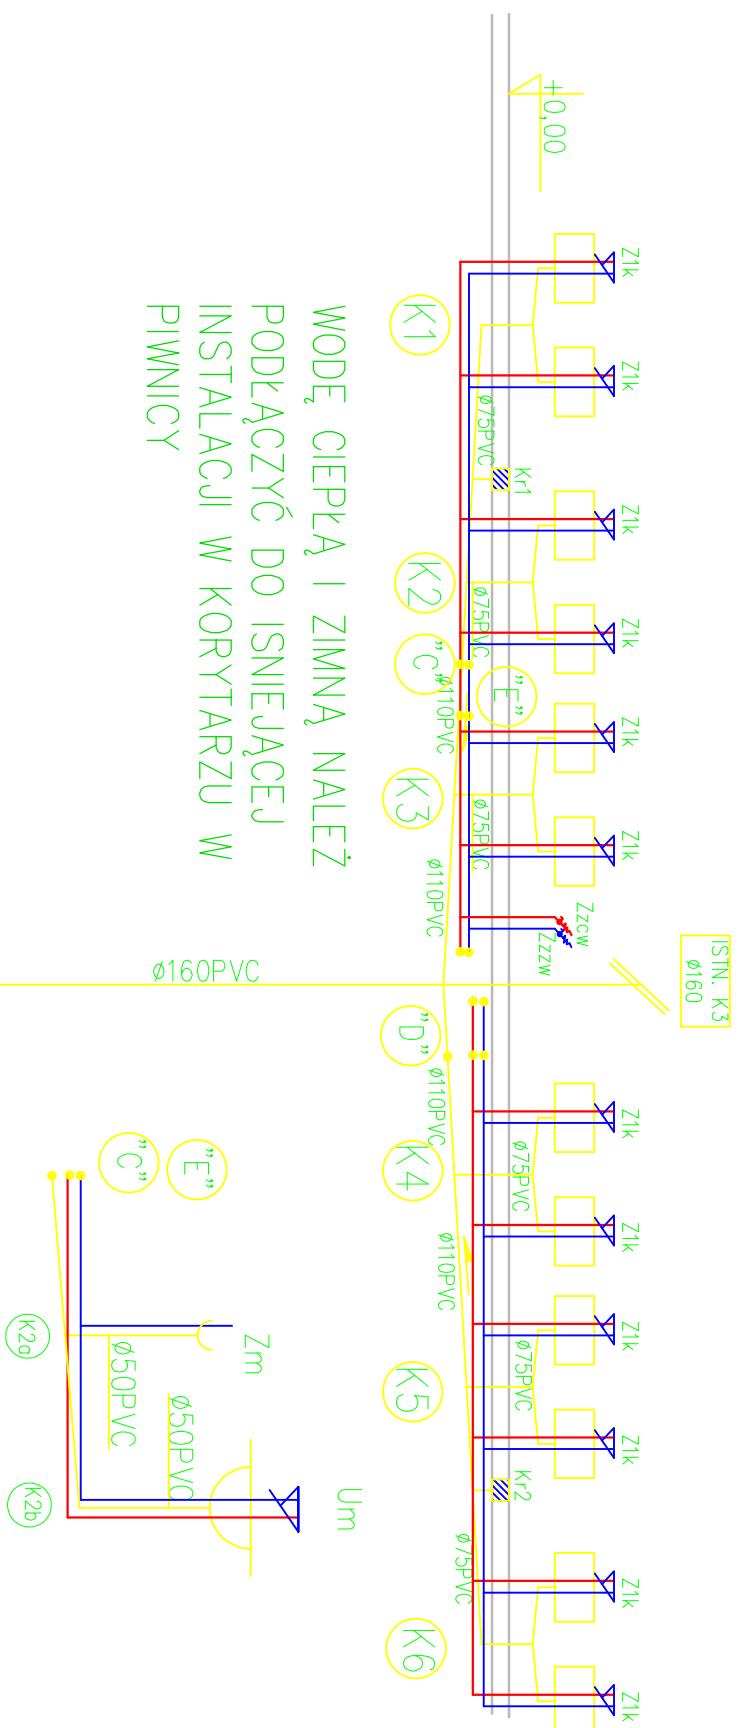 +0,00
Z1k
Z1k
Z1k
Z1k
Z1k
Z1k
Z1k
Z1k
Z1k
Z1k
Z1k
Z1k
ISTN. K3
ø160
Zzcw
Zzzw
Kr1
Kr2
ø75PVC
ø75PVC
ø75PVC
ø75PVC
ø75PVC
ø75PVC
"E"
ø110PVC
ø110PVC
ø110PVC
ø110PVC
K1
K2
"C"
K3
"D"
K4
K5
K6
WODĘ CIEPŁĄ I ZIMNĄ NALEŻ
PODŁĄCZYĆ DO ISNIEJĄCEJ
INSTALACJI W KORYTARZU W
PIWNICY
ø160PVC
Um
Zm
"E"
"C"
ø50PVC
ø50PVC
K2a
K2b